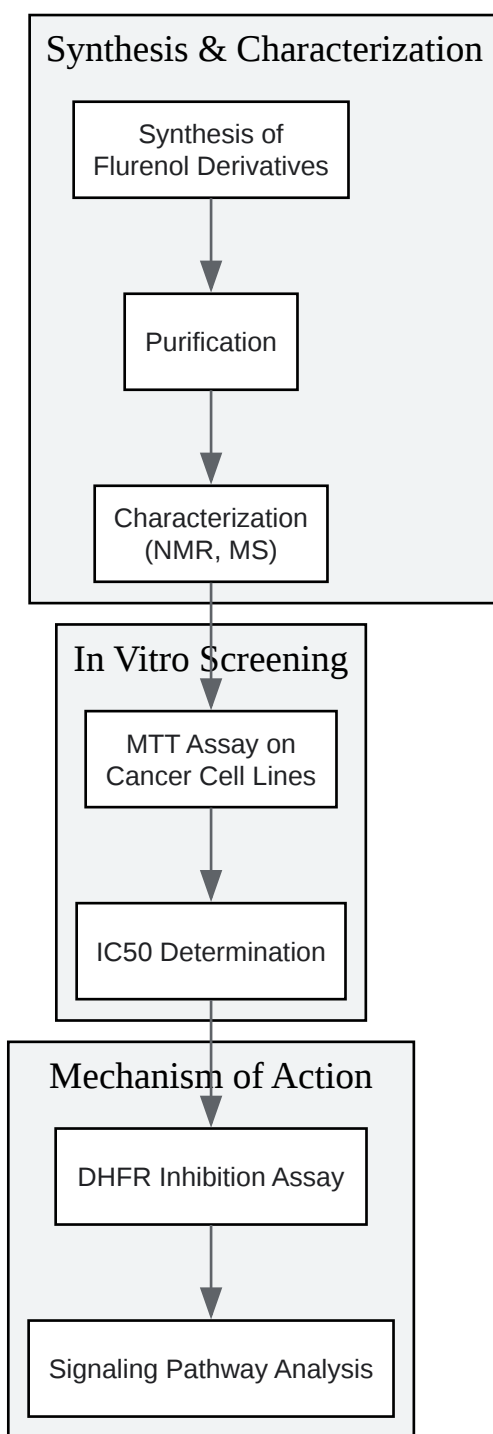 Synthesis & Characterization
Synthesis of
Flurenol Derivatives
Purification
Characterization
(NMR, MS)
In Vitro Screening
MTT Assay on
Cancer Cell Lines
IC50 Determination
Mechanism of Action
DHFR Inhibition Assay
Signaling Pathway Analysis